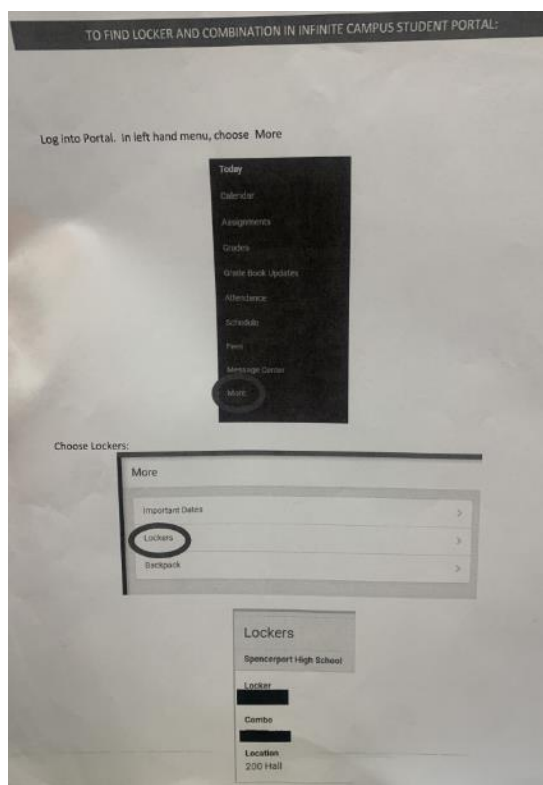 TO FIND LOCKER AND COMBINATION IN INFINITE CAMPUS STUDENT PORTAL:
Log into Portal. In left hand menu, choose More
Today
Calendar
Assignments
Grades
Grade Book Updates
Attendance
Schedule
Fees
Message Center
More
Choose Lockers:
More
Important Dates
Lockers
Backpack
Lockers
Spencerport High School
Locker
Combo
Location
200 Hall